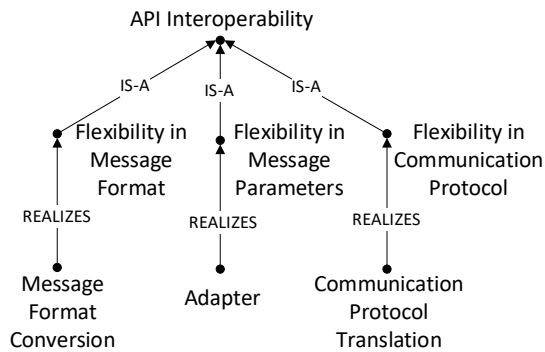 API Interoperability
IS-A
IS-A
IS-A
Flexibility in
Message
Format
Flexibility in
Message
Parameters
Flexibility in
Communication
Protocol
REALIZES
REALIZES
REALIZES
Message
Format
Conversion
Adapter
Communication
Protocol
Translation